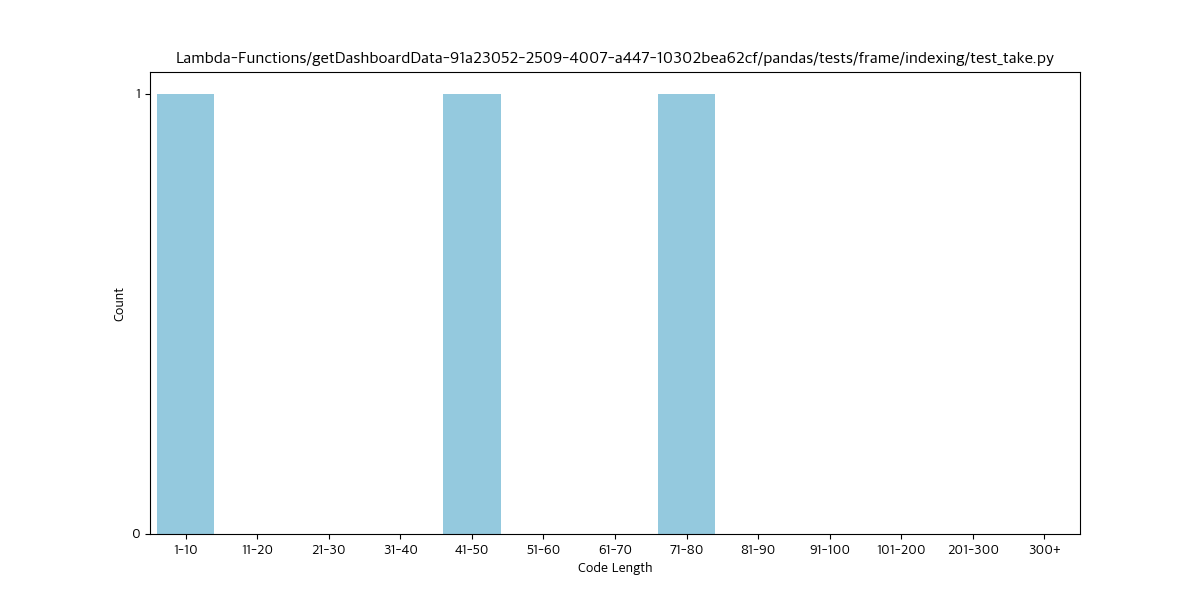 Lambda-Functions/getDashboardData-91a23052-2509-4007-a447-10302bea62cf/pandas/tests/frame/indexing/test_take.py
1
Count
0
1-10 11-20 21-30 31-40 41-50 51-60 61-70 71-80 81-90 91-100 101-200 201-300 300+
Code Length